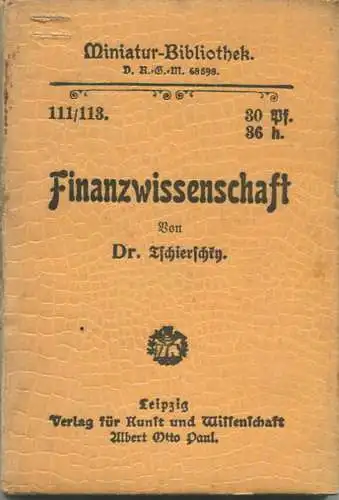 Miniatur-Bibliothek.
D. R.-G.-M. 68598.
111/113. 30 Pf.
36 h.
Finanzwissenschaft
Von
Dr. Tschierschky.
Leipzig
Verlag für Kunst und Wissenschaft
Albert Otto Paul.